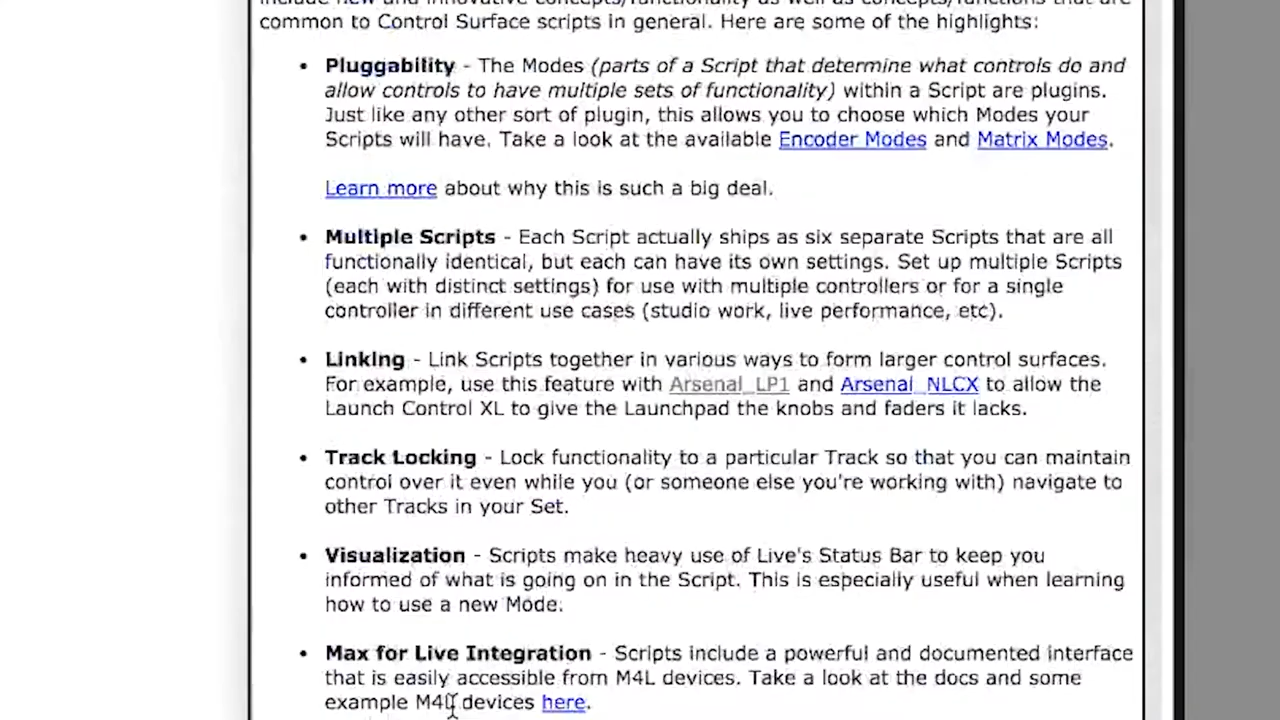 include new and innovative concepts/functionality as well as concepts/functions that are
common to Control Surface scripts in general. Here are some of the highlights:
• Pluggability - The Modes (parts of a Script that determine what controls do and
allow controls to have multiple sets of functionality) within a Script are plugins.
Just like any other sort of plugin, this allows you to choose which Modes your
Scripts will have. Take a look at the available Encoder Modes and Matrix Modes.
Learn more about why this is such a big deal.
• Multiple Scripts - Each Script actually ships as six separate Scripts that are all
functionally identical, but each can have its own settings. Set up multiple Scripts
(each with distinct settings) for use with multiple controllers or for a single
controller in different use cases (studio work, live performance, etc).
• Linking - Link Scripts together in various ways to form larger control surfaces.
For example, use this feature with Arsenal_LP1 and Arsenal_NLCX to allow the
Launch Control XL to give the Launchpad the knobs and faders it lacks.
• Track Locking - Lock functionality to a particular Track so that you can maintain
control over it even while you (or someone else you're working with) navigate to
other Tracks in your Set.
• Visualization - Scripts make heavy use of Live's Status Bar to keep you
informed of what is going on in the Script. This is especially useful when learning
how to use a new Mode.
• Max for Live Integration - Scripts include a powerful and documented interface
that is easily accessible from M4L devices. Take a look at the docs and some
example M4L devices here.